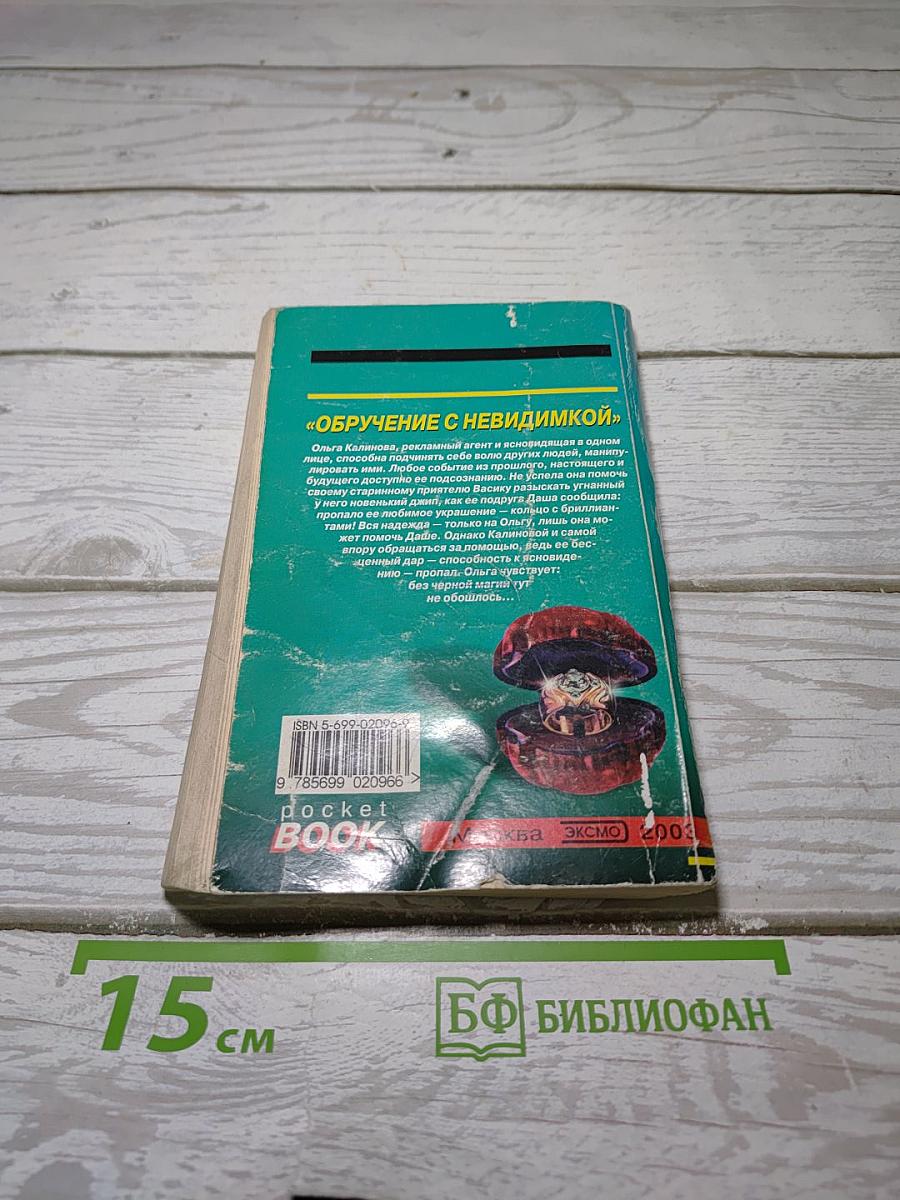 «ОБРУЧЕНИЕ С НЕВИДИМКОЙ»
Ольга Калинова, рекламный агент и ясновидящая в одном
лице, способна подчинять себе волю других людей, манипу-
лировать ими. Любое событие из прошлого, настоящего и
будущего доступно ее подсознанию. Не успела она помочь
своему старинному приятелю Васику разыскать угнанный
у него новенький джип, как ее подруга Даша сообщила:
пропало ее любимое украшение — кольцо с бриллиан-
тами! Вся надежда — только на Ольгу, лишь она мо-
жет помочь Даше. Однако Калиновой и самой
впору обращаться за помощью, ведь ее бес-
ценный дар — способность к ясновиде-
нию — пропал. Ольга чувствует:
без черной магии тут
не обошлось...
ISBN 5-699-02096-9
9 785699 020966 >
pocket
BOOK
Москва ЭКСМО 2003
15 см
БФ БИБЛИОФАН